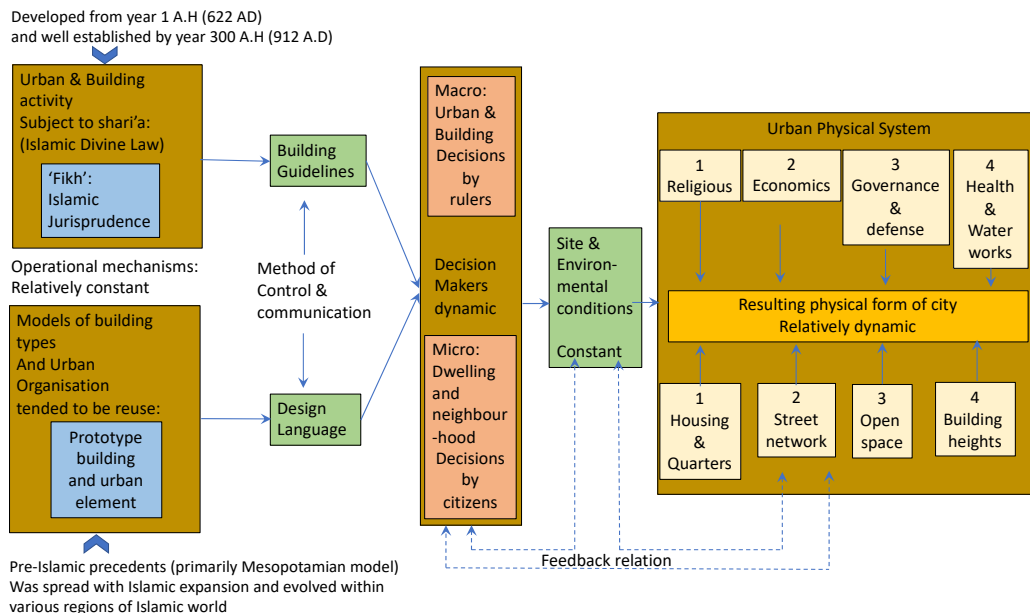 Developed from year 1 A.H (622 AD)
and well established by year 300 A.H (912 A.D)
Urban & Building
activity
Subject to shari'a:
(Islamic Divine Law)
‘Fikh’:
Islamic
Jurisprudence
Operational mechanisms:
Relatively constant
Models of building
types
And Urban
Organisation
tended to be reuse:
Prototype
building
and urban
element
Pre-Islamic precedents (primarily Mesopotamian model)
Was spread with Islamic expansion and evolved within
various regions of Islamic world
Building
Guidelines
Method of
Control &
communication
Design
Language
Macro:
Urban &
Building
Decisions
by
rulers
Decision
Makers
dynamic
Micro:
Dwelling
and
neighbour
-hood
Decisions
by
citizens
Site &
Environ-
mental
conditions
Constant
Urban Physical System
1
Religious
2
Economics
3
Governance
&
defense
4
Health
&
Water
works
Resulting physical form of city
Relatively dynamic
1
Housing
&
Quarters
2
Street
network
3
Open
space
4
Building
heights
Feedback relation